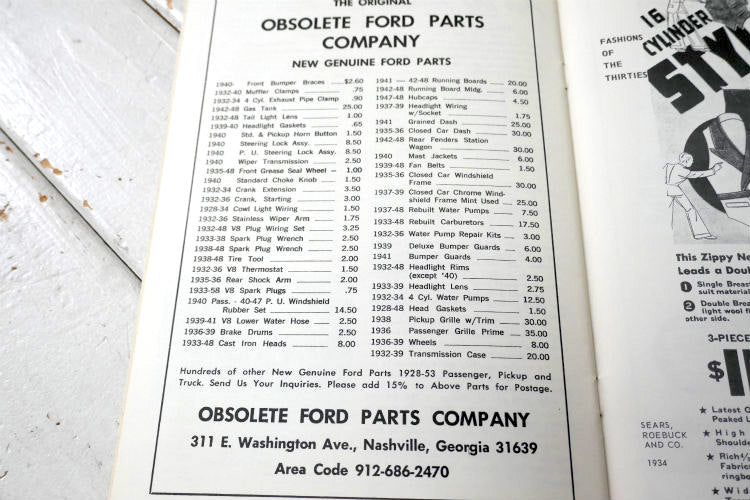 THE ORIGINAL
OBSOLETE FORD PARTS
COMPANY
NEW GENUINE FORD PARTS
1940- Front Bumper Braces $2.60
1932-40 Muffler Clamps .75
1932-34 4 Cyl. Exhaust Pipe Clamp .90
1942-48 Gas Tank 25.00
1932-48 Tail Light Lens 1.00
1939-40 Headlight Gaskets .65
1940 Std. & Pickup Horn Button 1.50
1940 Steering Lock Assy. 8.50
1940 P. U. Steering Lock Assy. 8.50
1940 Wiper Transmission 2.50
1935-48 Front Grease Seal Wheel — 1.00
1940 Standard Choke Knob 1.50
1932-34 Crank Extension 3.50
1932-36 Crank, Starting 3.00
1928-34 Cowl Light Wiring 1.50
1932-36 Stainless Wiper Arm 1.75
1932-48 V8 Plug Wiring Set 3.25
1933-38 Spark Plug Wrench 2.50
1938-48 Spark Plug Wrench 2.50
1938-48 Tire Tool 2.00
1932-36 V8 Thermostat 1.50
1935-36 Rear Shock Arm 2.00
1933-58 V8 Spark Plugs .75
1940 Pass. - 40-47 P. U. Windshield
Rubber Set 14.50
1939-41 V8 Lower Water Hose 2.50
1936-39 Brake Drums 2.50
1933-48 Cast Iron Heads 8.00
1941 — 42-48 Running Boards 20.00
1942-48 Running Board Mldg. 6.00
1947-48 Hubcaps 4.50
1937-39 Headlight Wiring
w/Socket 1.75
1941 Grained Dash 25.00
1935-36 Closed Car Dash 30.00
1942-48 Rear Fenders Station
Wagon 30.00
1940 Mast Jackets 6.00
1939-48 Fan Belts 1.50
1935-36 Closed Car Windshield
Frame 30.00
1937-39 Closed Car Chrome Wind-
shield Frame Mint Used 25.00
1937-48 Rebuilt Water Pumps 7.50
1933-48 Rebuilt Carburetors 17.50
1932-36 Water Pump Repair Kits 3.00
1939 Deluxe Bumper Guards 6.00
1941 Bumper Guards 4.00
1932-48 Headlight Rims
(except '40) 2.50
1933-39 Headlight Lens 2.75
1932-34 4 Cyl. Water Pumps 12.50
1928-48 Head Gaskets 1.50
1938 Pickup Grille w/Trim 30.00
1936 Passenger Grille Prime 35.00
1936-39 Wheels 8.00
1932-39 Transmission Case 20.00
Hundreds of other New Genuine Ford Parts 1928-53 Passenger, Pickup and
Truck. Send Us Your Inquiries. Please add 15% to Above Parts for Postage.
OBSOLETE FORD PARTS COMPANY
311 E. Washington Ave., Nashville, Georgia 31639
Area Code 912-686-2470
FASHIONS
OF
THE
THIRTIES
16
CYLINDER
This Zippy
Leads a
1 Single
suit
2 Double
light wool
other side.
3-PIECE
$
SEARS,
ROEBUCK
AND CO.
1934
★ Latest
Peaked
★ High
★ Rich